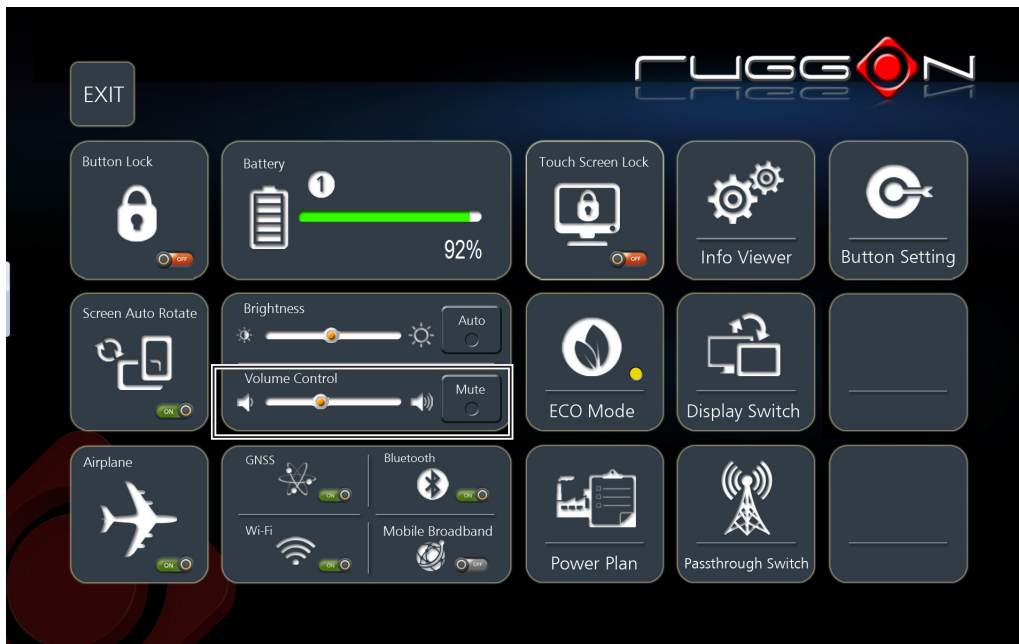 EXIT
RUGGON
Button Lock
OFF
Battery
1
92%
Touch Screen Lock
OFF
Info Viewer
Button Setting
Screen Auto Rotate
ON
Brightness
Auto
Volume Control
Mute
ECO Mode
Display Switch
Airplane
ON
GNSS
ON
Bluetooth
ON
Wi-Fi
ON
Mobile Broadband
OFF
Power Plan
Passthrough Switch